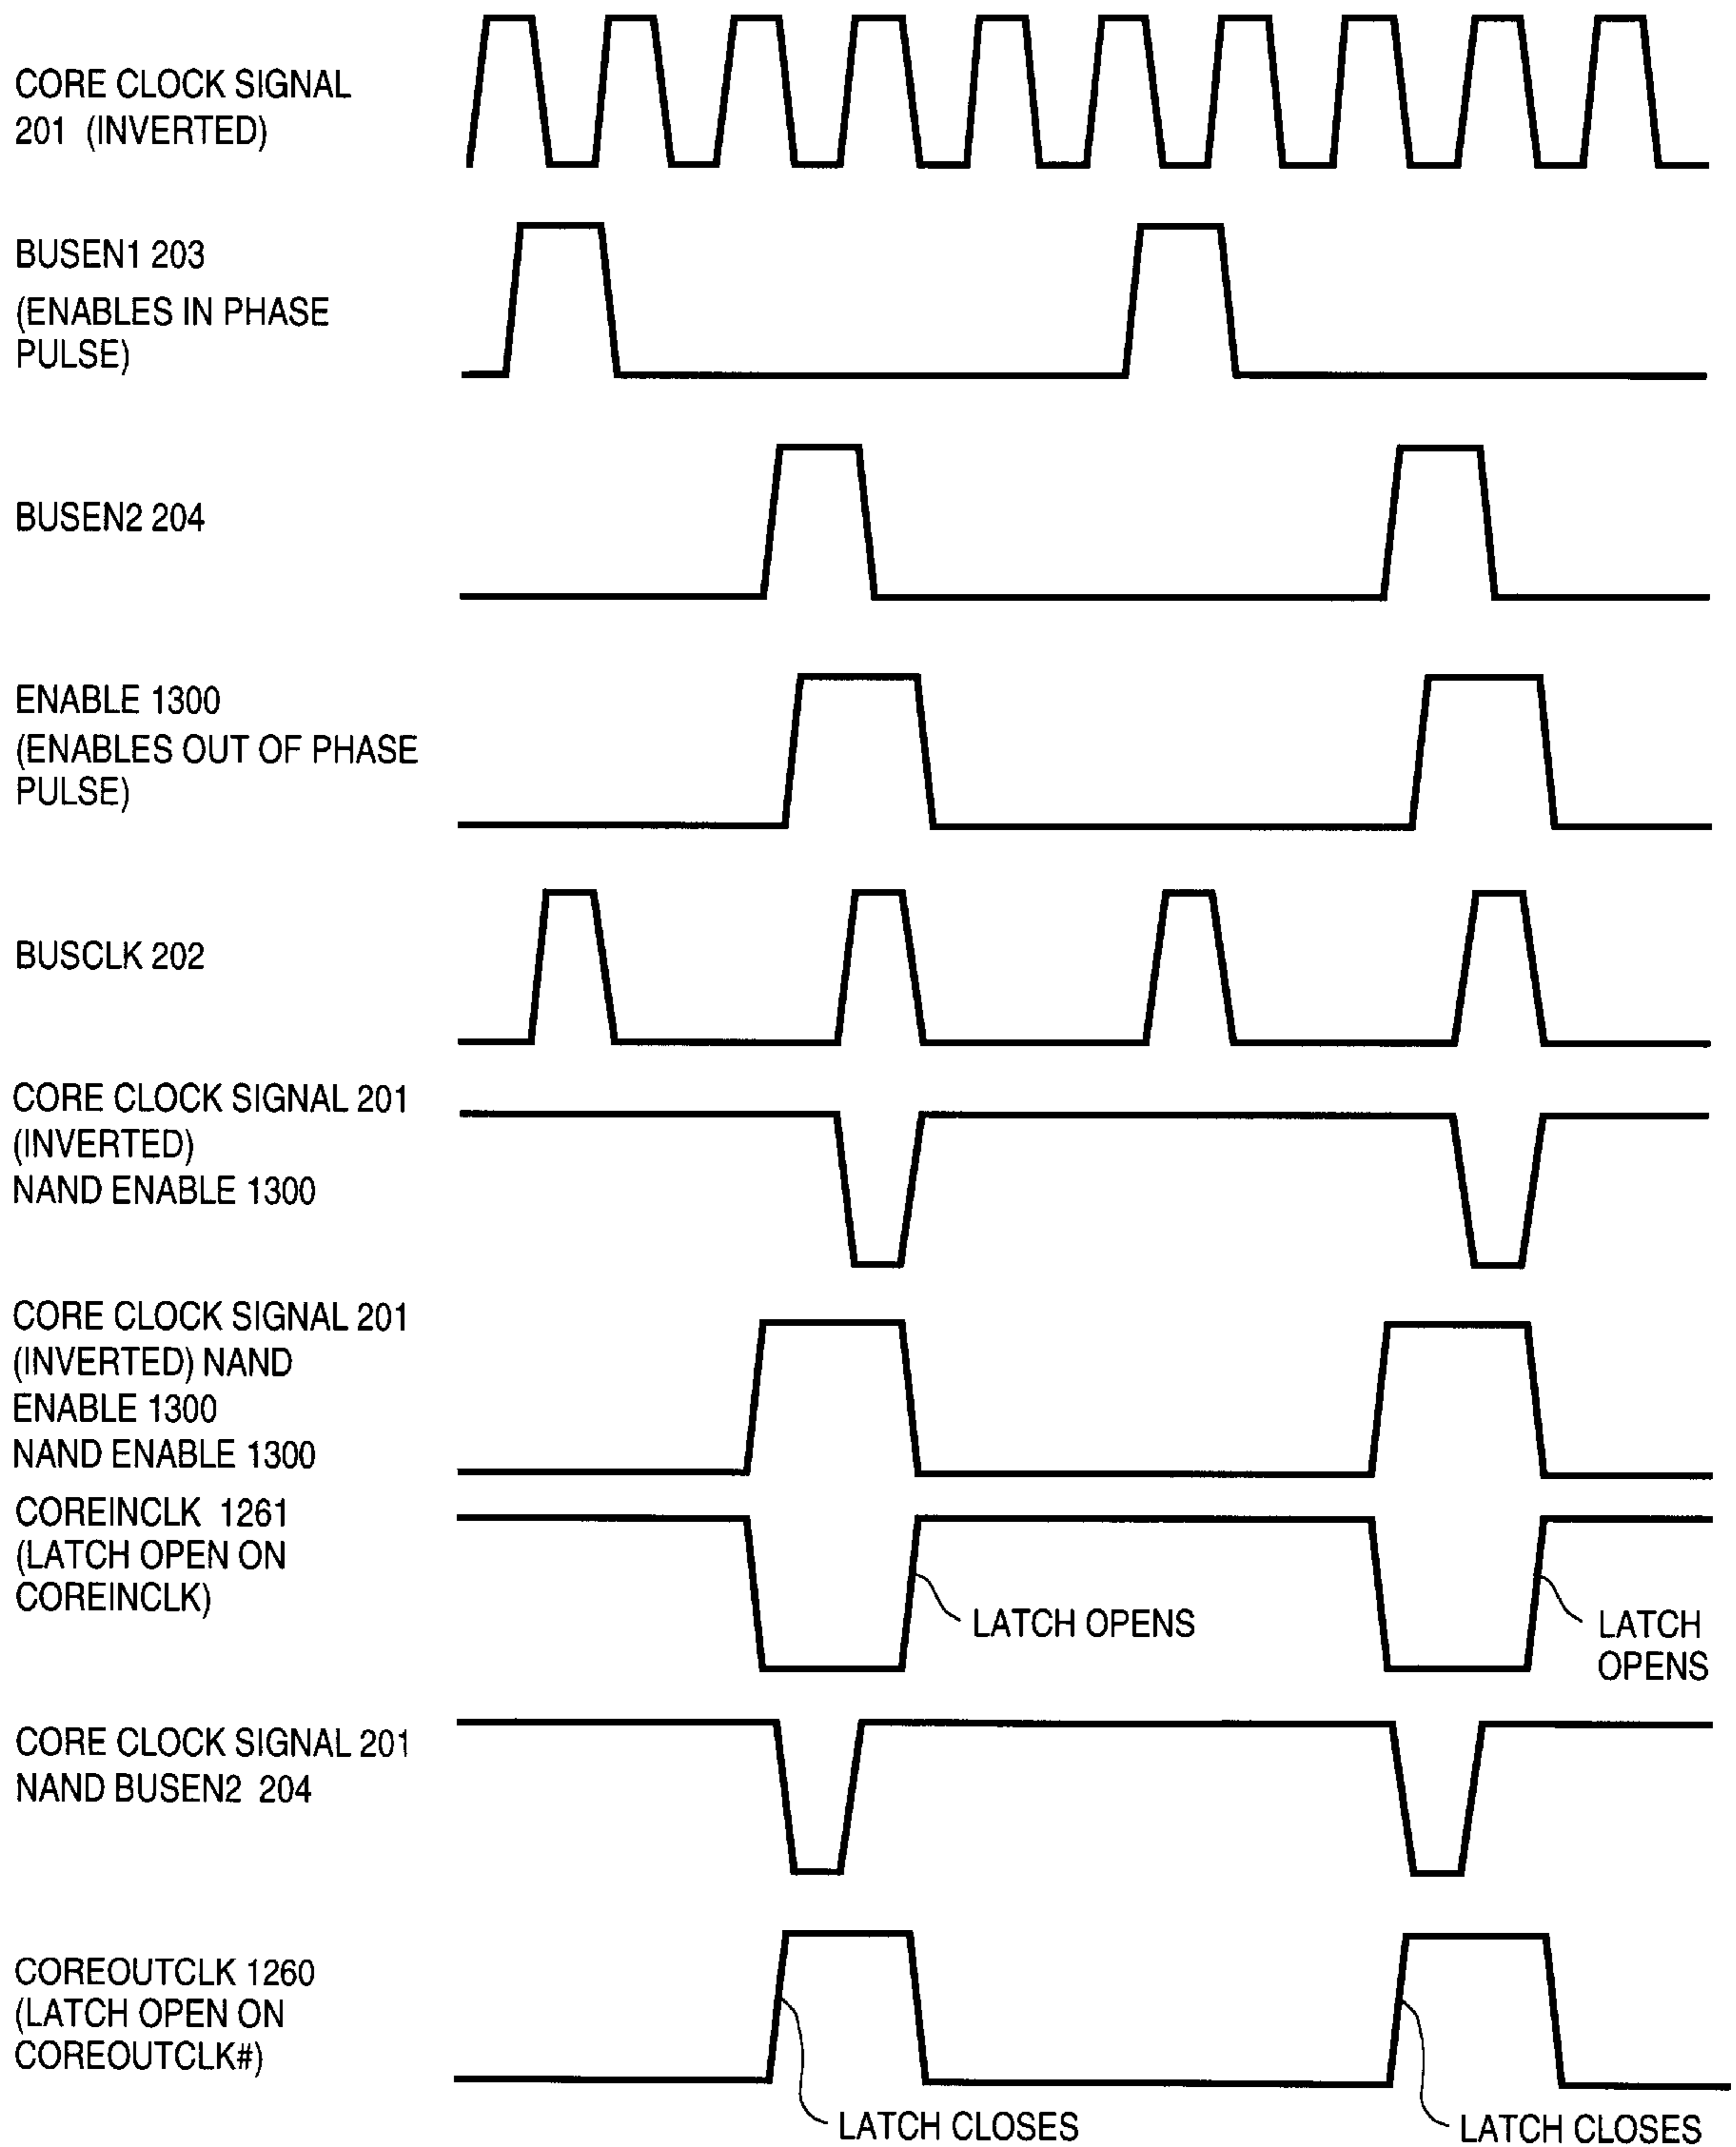 CORE CLOCK SIGNAL
201 (INVERTED)
BUSEN1 203
(ENABLES IN PHASE
PULSE)
BUSEN2 204
ENABLE 1300
(ENABLES OUT OF PHASE
PULSE)
BUSCLK 202
CORE CLOCK SIGNAL 201
(INVERTED)
NAND ENABLE 1300
CORE CLOCK SIGNAL 201
(INVERTED) NAND
ENABLE 1300
NAND ENABLE 1300
COREINCLK 1261
(LATCH OPEN ON
COREINCLK)
LATCH OPENS
LATCH
OPENS
CORE CLOCK SIGNAL 201
NAND BUSEN2 204
COREOUTCLK 1260
(LATCH OPEN ON
COREOUTCLK#)
LATCH CLOSES
LATCH CLOSES